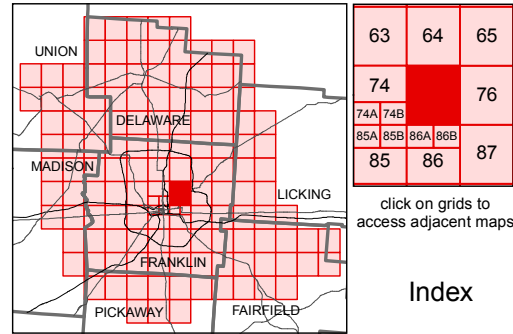 UNION
DELAWARE
MADISON
LICKING
FRANKLIN
PICKAWAY
FAIRFIELD
63 64 65
74 76
74A 74B
85A 85B 86A 86B
85 86 87
click on grids to
access adjacent maps
Index